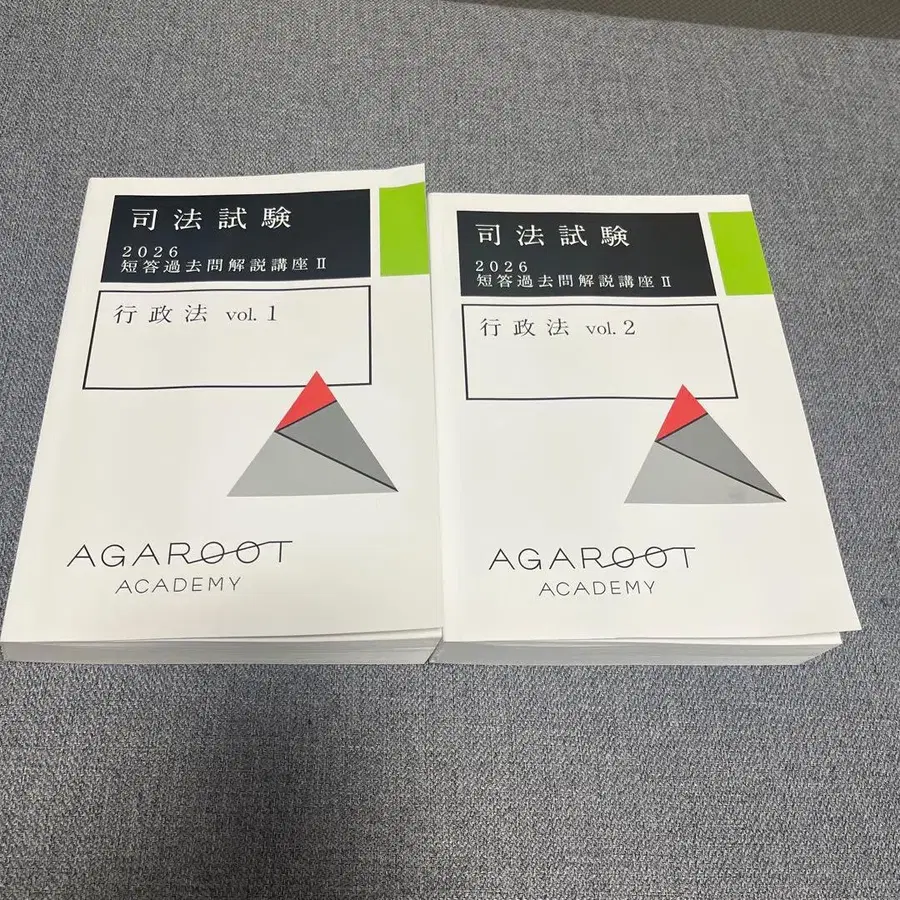 司法試験
2026
短答過去問解説講座Ⅱ
行政法 vol. 1
AGAROOT
ACADEMY
司法試験
2026
短答過去問解説講座Ⅱ
行政法 vol. 2
AGAROOT
ACADEMY